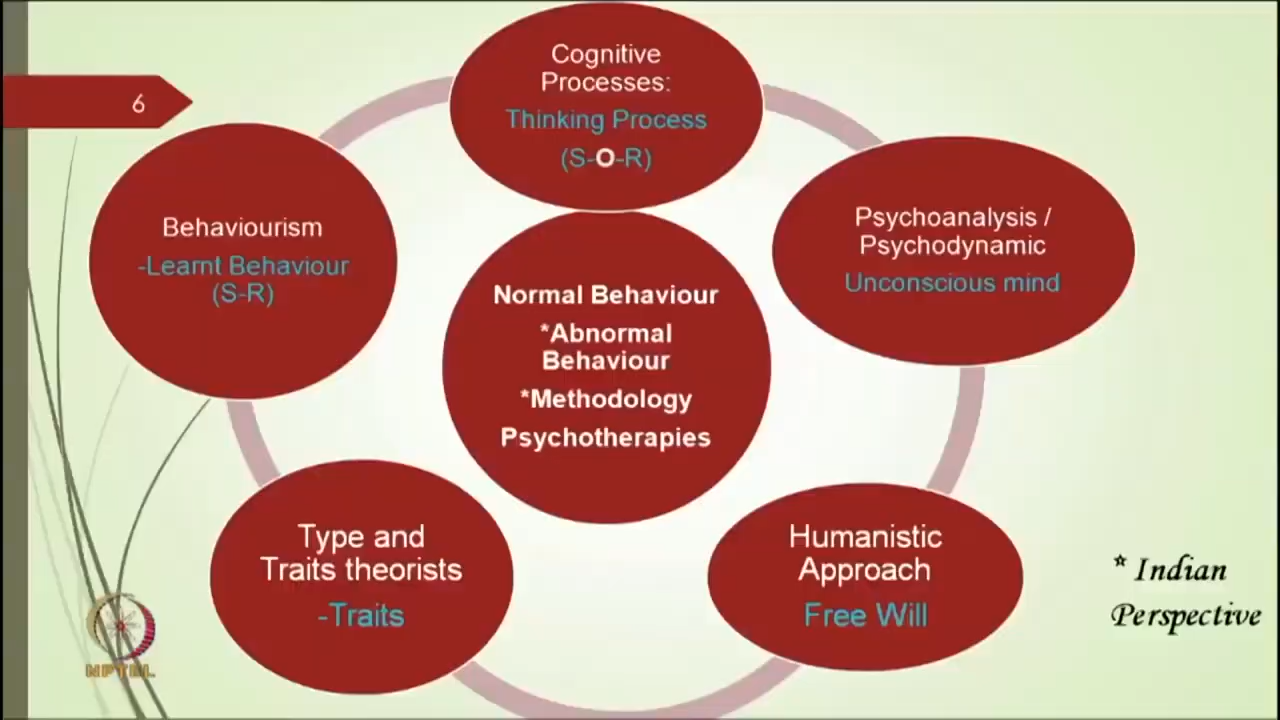 6
Cognitive
Processes:
Thinking Process
(S-O-R)
Psychoanalysis /
Psychodynamic
Unconscious mind
Behaviourism
-Learnt Behaviour
(S-R)
Normal Behaviour
*Abnormal
Behaviour
*Methodology
Psychotherapies
Type and
Traits theorists
-Traits
Humanistic
Approach
Free Will
* Indian
Perspective
NPTEL